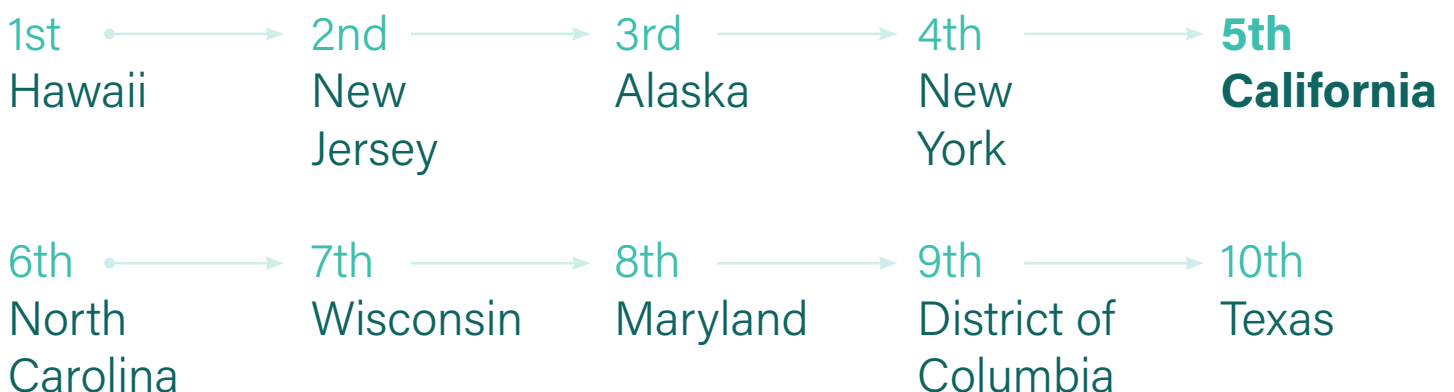 1st
Hawaii
2nd
New
Jersey
3rd
Alaska
4th
New
York
5th
California
6th
North
Carolina
7th
Wisconsin
8th
Maryland
9th
District of
Columbia
10th
Texas